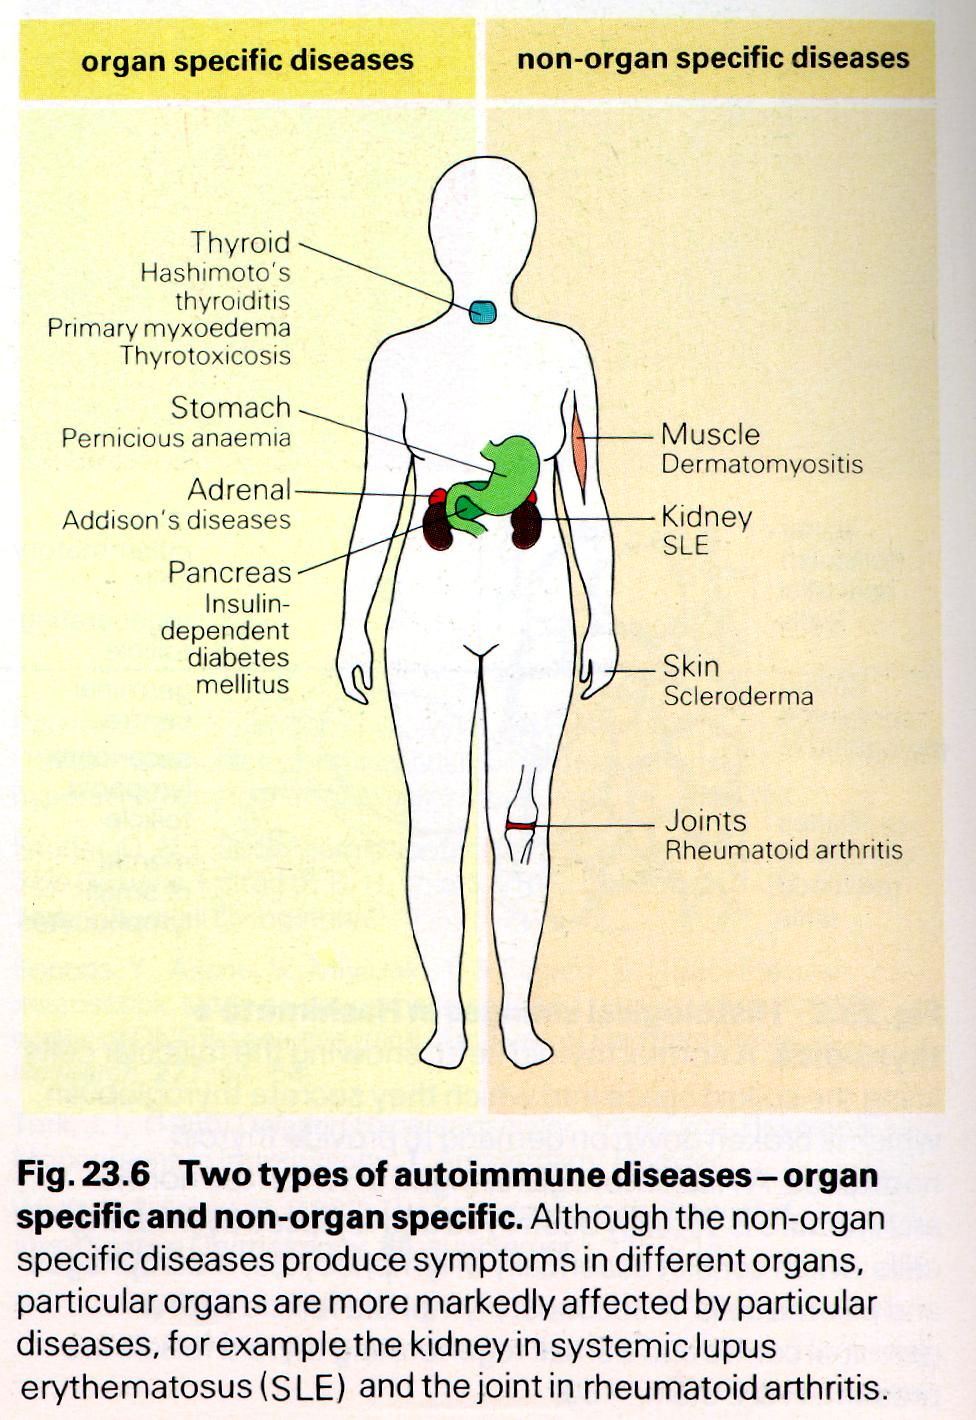 organ specific diseases
non-organ specific diseases
Thyroid
Hashimoto's
thyroiditis
Primary myxoedema
Thyrotoxicosis
Stomach
Pernicious anaemia
Adrenal
Addison's diseases
Pancreas
Insulin-
dependent
diabetes
mellitus
Muscle
Dermatomyositis
Kidney
SLE
Skin
Scleroderma
Joints
Rheumatoid arthritis
Fig. 23.6 Two types of autoimmune diseases – organ
specific and non-organ specific. Although the non-organ
specific diseases produce symptoms in different organs,
particular organs are more markedly affected by particular
diseases, for example the kidney in systemic lupus
erythematosus (SLE) and the joint in rheumatoid arthritis.